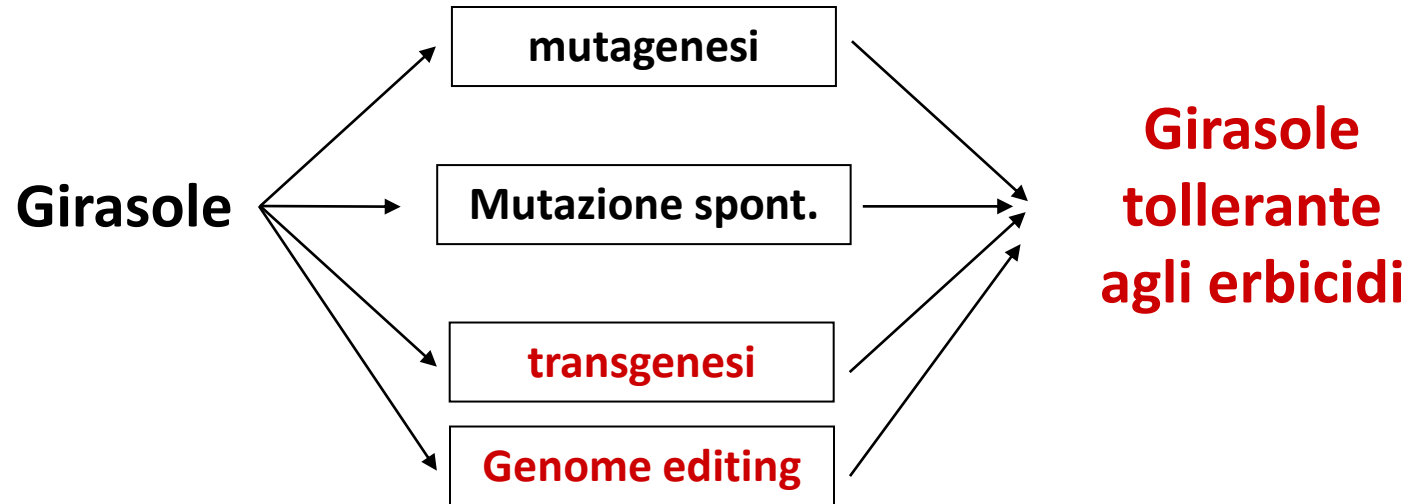 Girasole
mutagenesi
Mutazione spont.
transgenesi
Genome editing
Girasole
tollerante
agli erbicidi